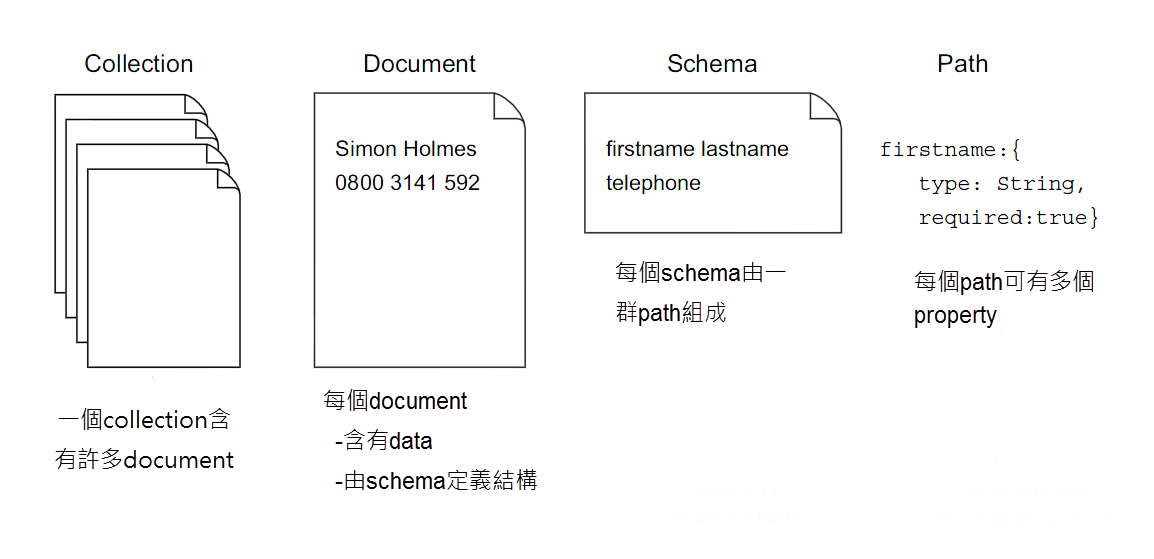 Collection
一個collection含
有許多document
Document
Simon Holmes
0800 3141 592
每個document
-含有data
-由schema定義結構
Schema
firstname lastname
telephone
每個schema由一
群path組成
Path
firstname:{
type: String,
required:true}
每個path可有多個
property